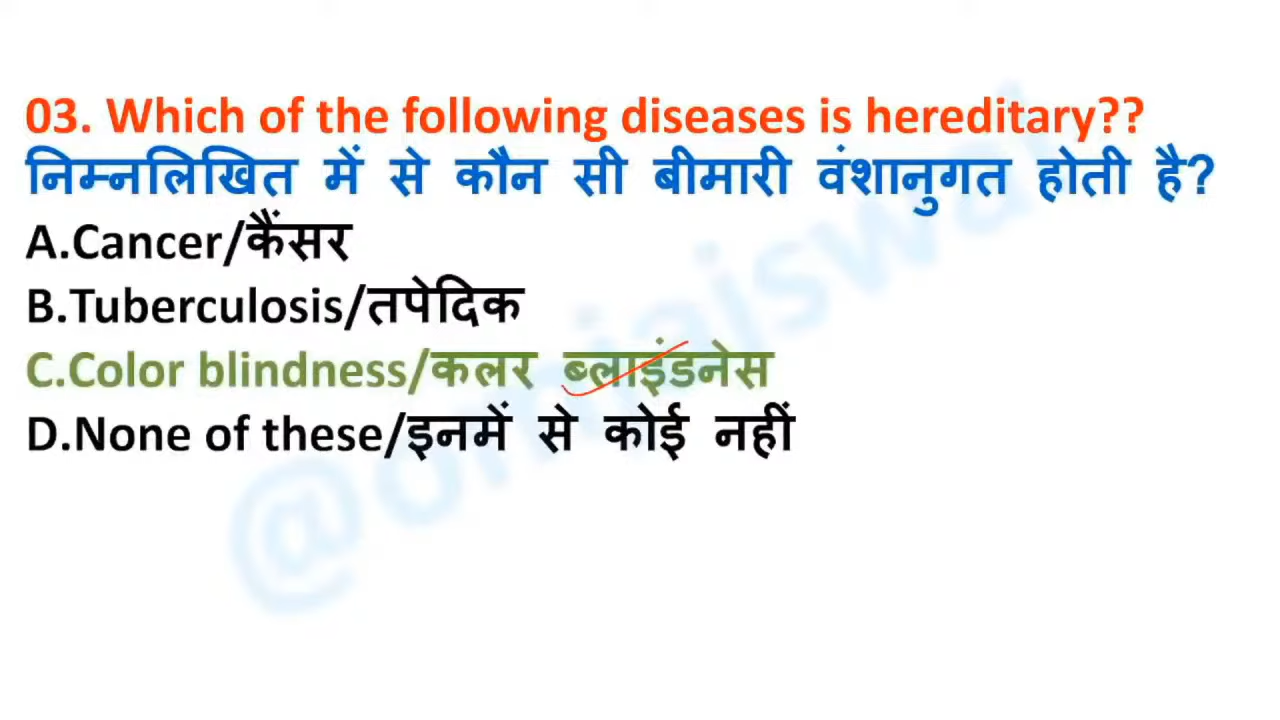 03. Which of the following diseases is hereditary??
निम्नलिखित में से कौन सी बीमारी वंशानुगत होती है?
A.Cancer/कैंसर
B.Tuberculosis/तपेदिक
C.Color blindness/कलर ब्लाइंडनेस
D.None of these/इनमें से कोई नहीं